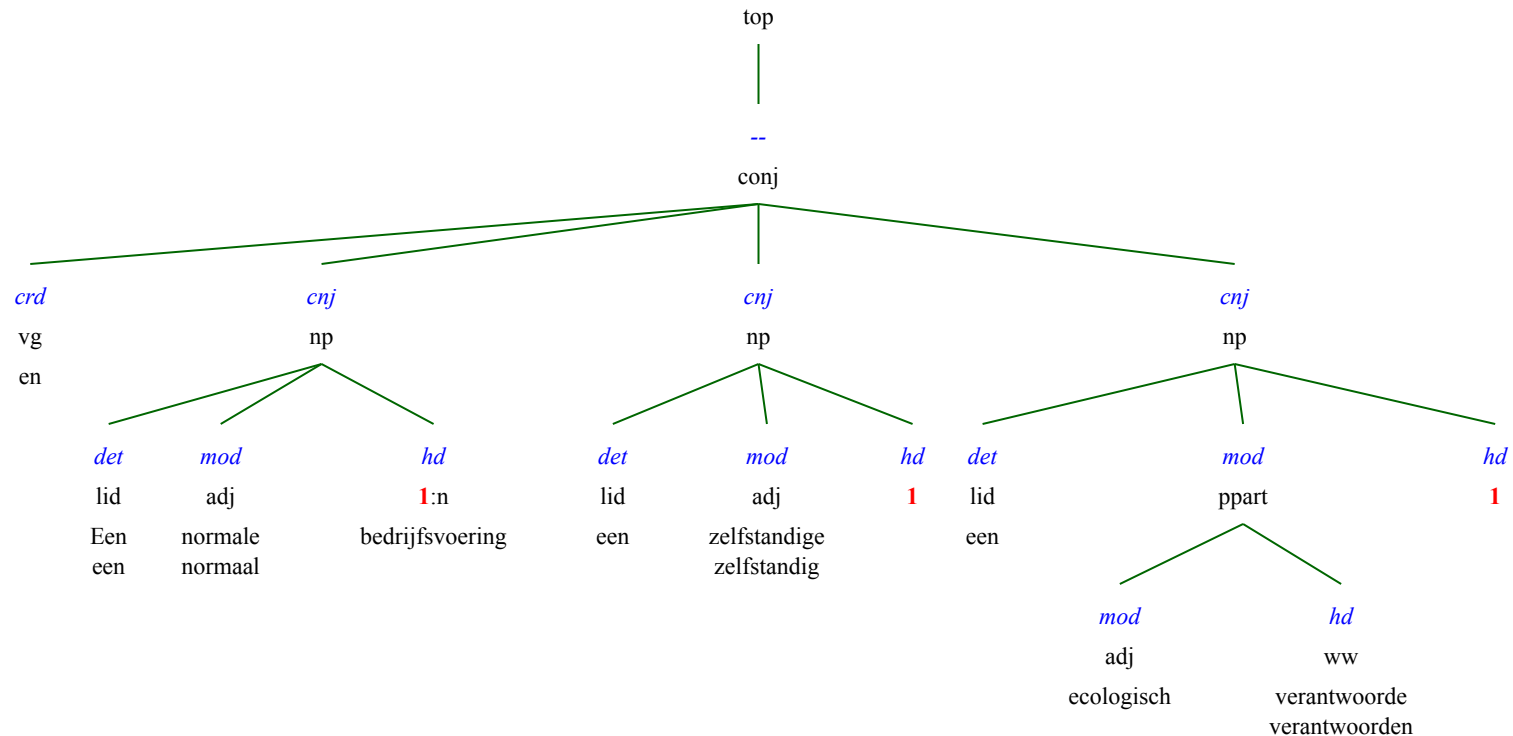 top
--
conj
crd cnj cnj cnj
vg np np np
en
det mod hd det mod hd det mod hd
lid adj 1:n lid adj 1 lid ppart 1
Een normale bedrijfsvoering een zelfstandige een
een normaal zelfstandig
mod hd
adj ww
ecologisch verantwoorde
verantwoorden